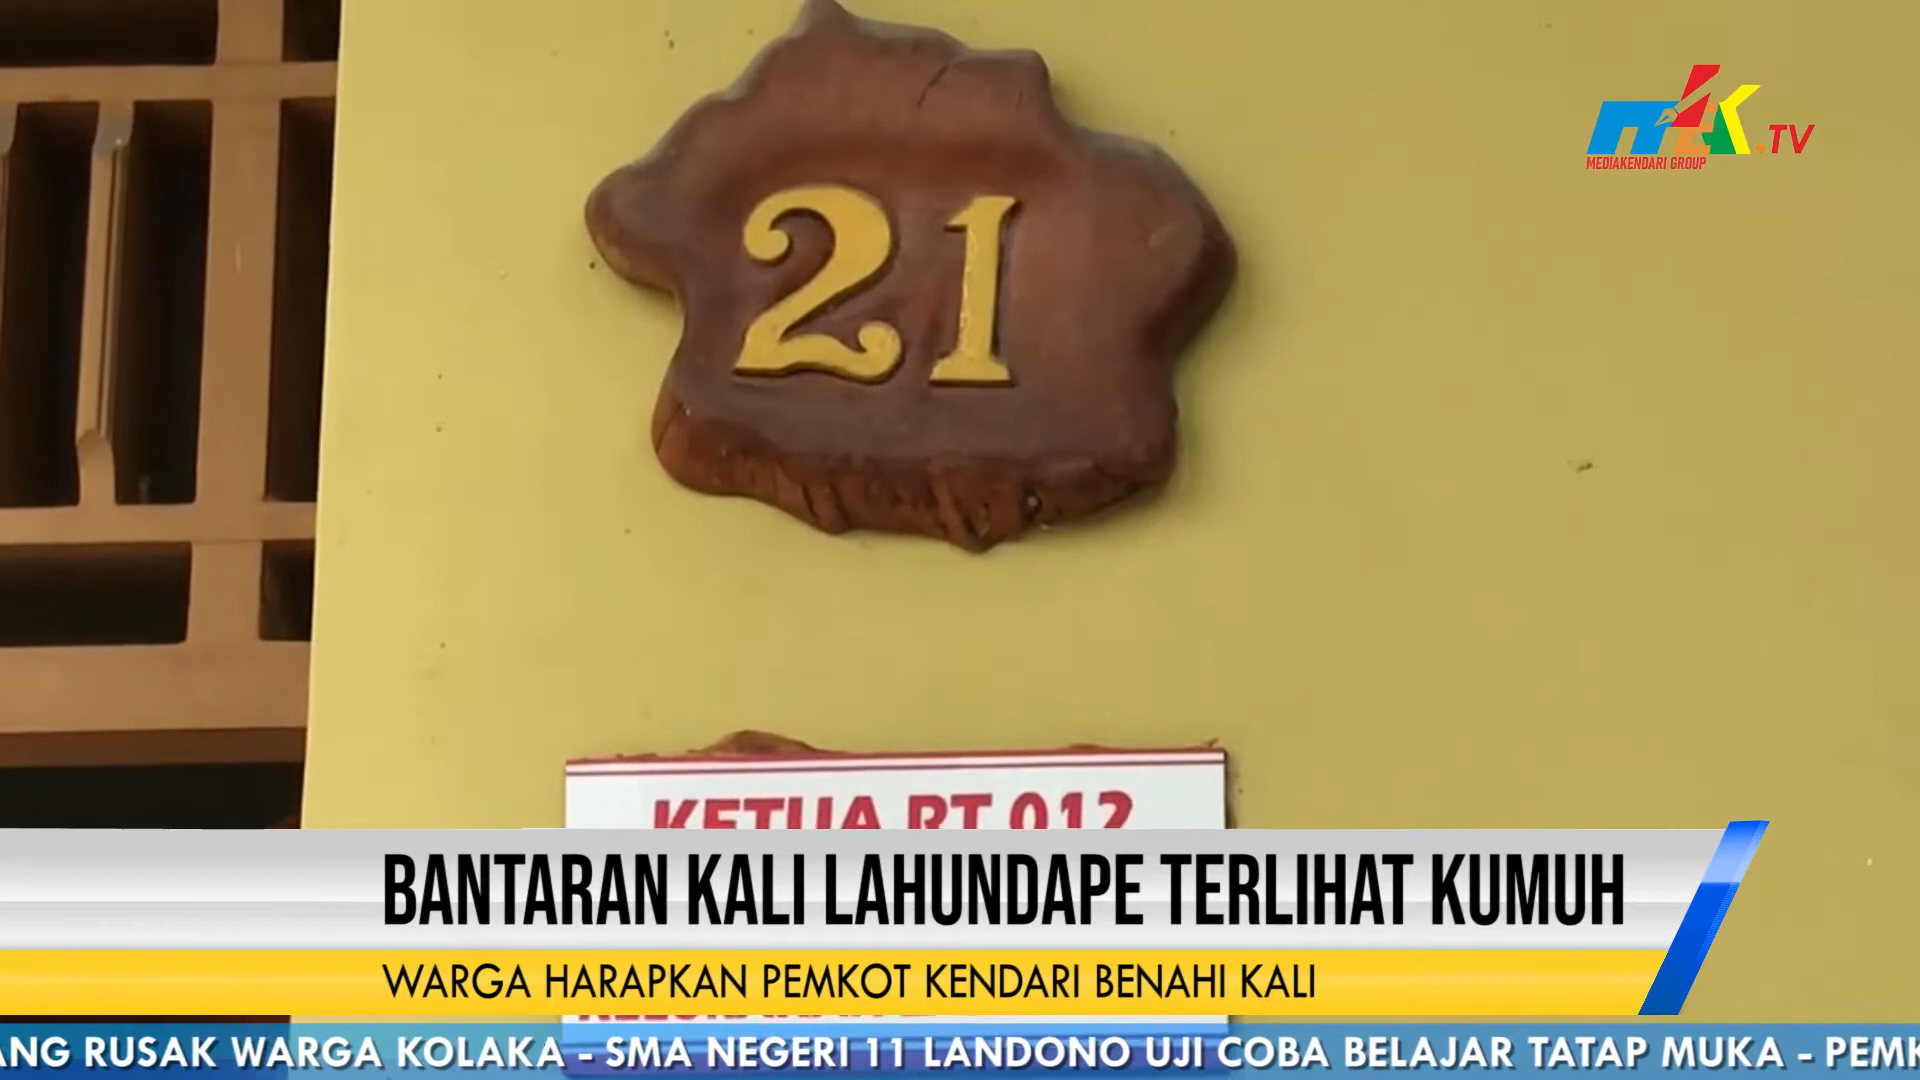 21
MK.TV
MEDIAKENDARI GROUP
KETUA RT 012
BANTARAN KALI LAHUNDAPE TERLIHAT KUMUH
WARGA HARAPKAN PEMKOT KENDARI BENAHI KALI
ANG RUSAK WARGA KOLAKA - SMA NEGERI 11 LANDONO UJI COBA BELAJAR TATAP MUKA - PEMK